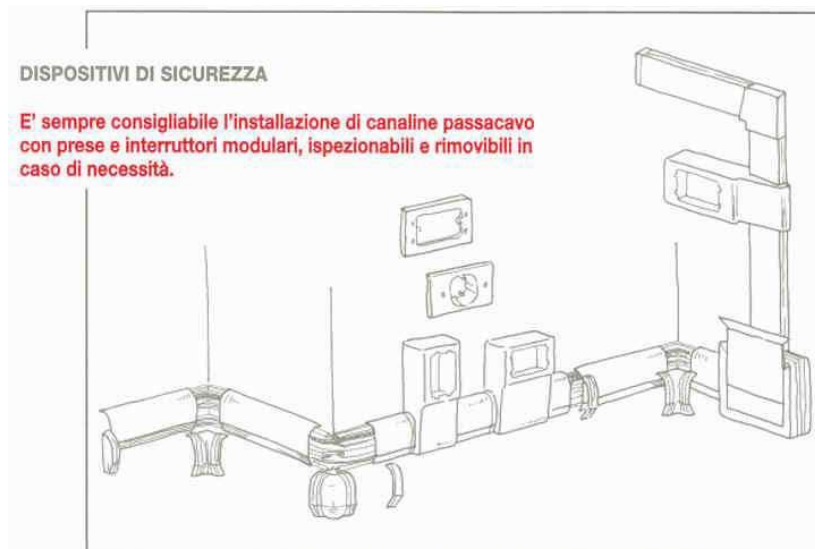 DISPOSITIVI DI SICUREZZA
E' sempre consigliabile l'installazione di canaline passacavo
con prese e interruttori modulari, ispezionabili e rimovibili in
caso di necessità.